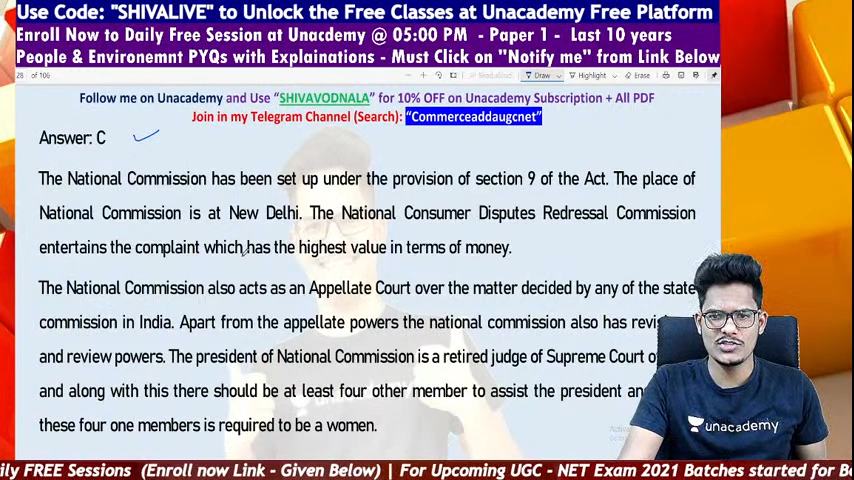 Use Code: "SHIVALIVE" to Unlock the Free Classes at Unacademy Free Platform
Enroll Now to Daily Free Session at Unacdemy @ 05:00 PM - Paper 1 - Last 10 years
People & Environemnt PYQs with Explainations - Must Click on "Notify me" from Link Below
28 of 106
Draw Highlight Erase
Follow me on Unacademy and Use "SHIVAVODNALA" for 10% OFF on Unacademy Subscription + All PDF
Join in my Telegram Channel (Search): "Commerceaddaugcnet"
Answer: C
The National Commission has been set up under the provision of section 9 of the Act. The place of
National Commission is at New Delhi. The National Consumer Disputes Redressal Commission
entertains the complaint which has the highest value in terms of money.
The National Commission also acts as an Appellate Court over the matter decided by any of the state
commission in India. Apart from the appellate powers the national commission also has
and review powers. The president of National Commission is a retired judge of Supreme Court
and along with this there should be at least four other member to assist the president
these four one members is required to be a women.
unacademy
ily FREE Sessions (Enroll now Link - Given Below) | For Upcoming UGC - NET Exam 2021 Batches started for Be